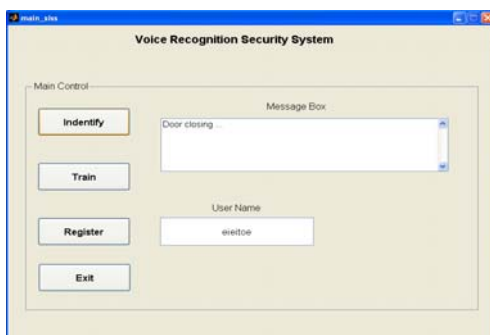 main_slss
Voice Recognition Security System
Main Control
Indentify
Message Box
Door closing ...
Train
User Name
Register
eieitoe
Exit